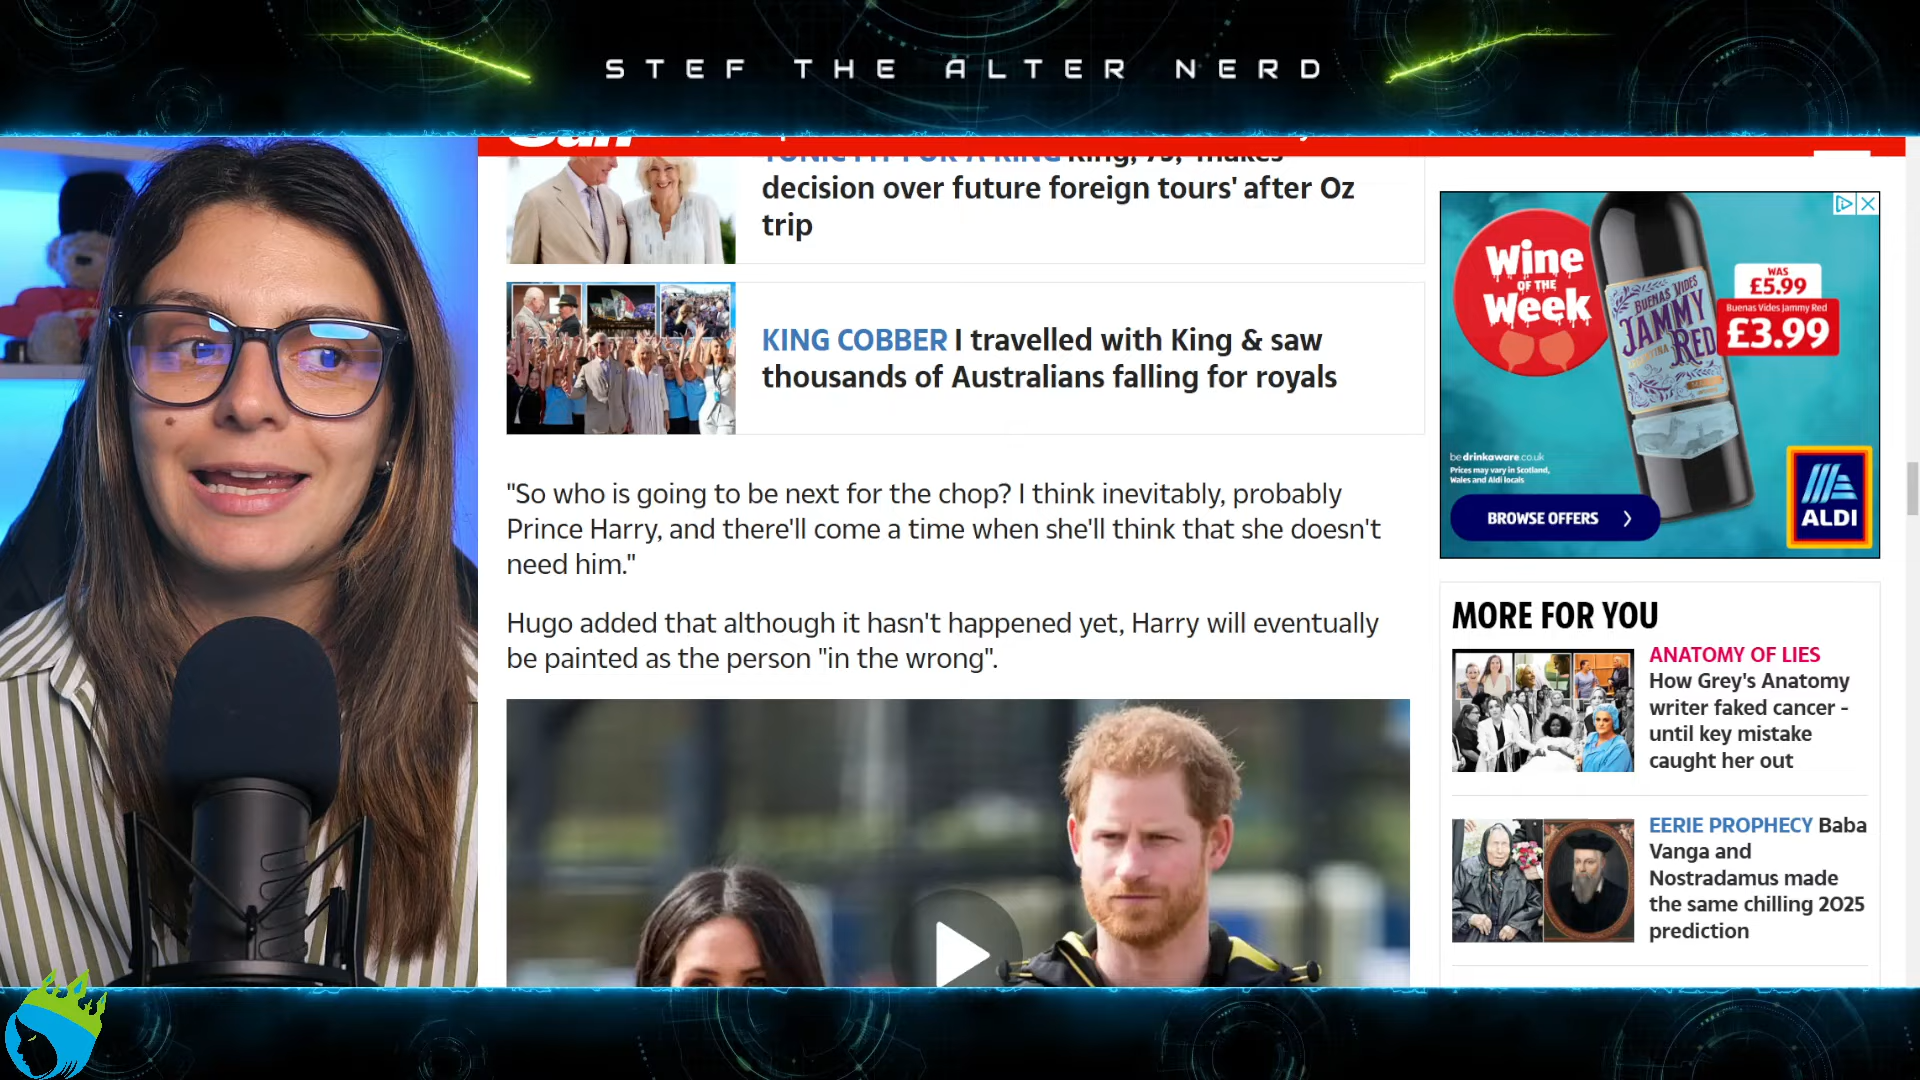 STEF THE ALTER NERD
King, 75, 'makes
decision over future foreign tours' after Oz
trip
KING COBBER I travelled with King & saw
thousands of Australians falling for royals
"So who is going to be next for the chop? I think inevitably, probably
Prince Harry, and there'll come a time when she'll think that she doesn't
need him."
Hugo added that although it hasn't happened yet, Harry will eventually
be painted as the person "in the wrong".
Wine
OF THE
Week
BUENAS VIDES
JAMMY
RED
WAS
£5.99
Buenas Vides Jammy Red
£3.99
bedrinkaware.co.uk
Prices may vary in Scotland,
Wales and Aldi locals
BROWSE OFFERS
ALDI
MORE FOR YOU
ANATOMY OF LIES
How Grey's Anatomy
writer faked cancer -
until key mistake
caught her out
EERIE PROPHECY Baba
Vanga and
Nostradamus made
the same chilling 2025
prediction